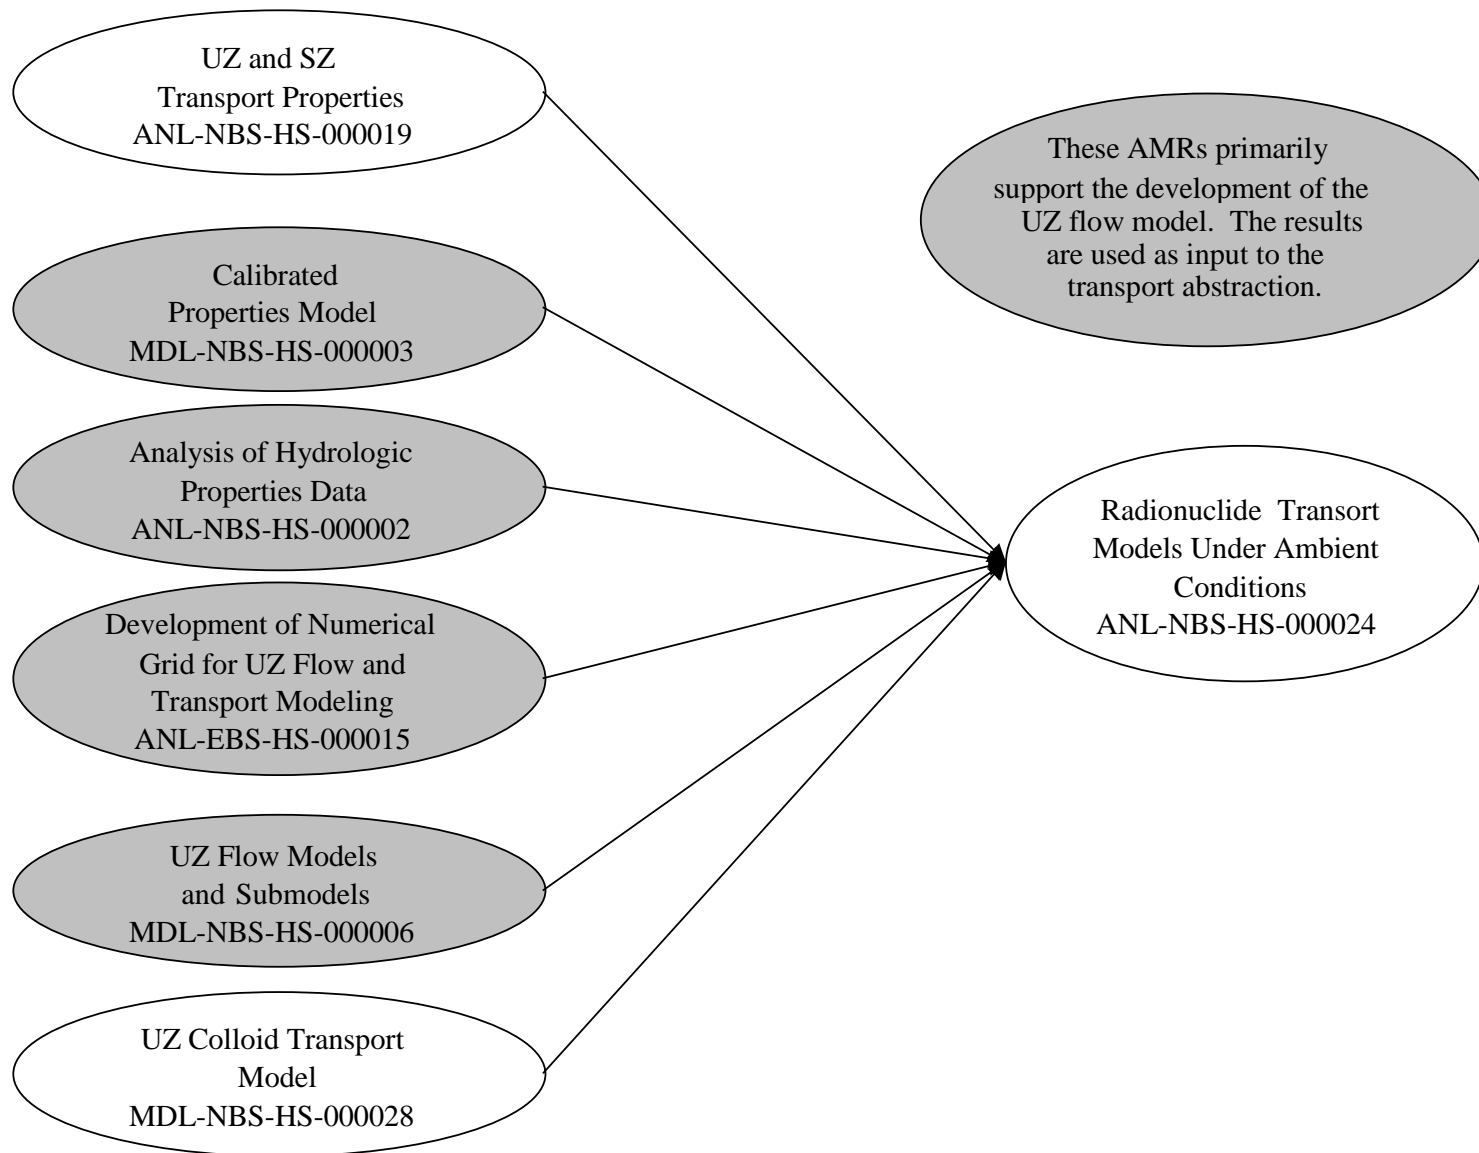 UZ and SZ
Transport Properties
ANL-NBS-HS-000019
These AMRs primarily
support the development of the
UZ flow model. The results
are used as input to the
transport abstraction.
Calibrated
Properties Model
MDL-NBS-HS-000003
Analysis of Hydrologic
Properties Data
ANL-NBS-HS-000002
Radionuclide Transort
Models Under Ambient
Conditions
ANL-NBS-HS-000024
Development of Numerical
Grid for UZ Flow and
Transport Modeling
ANL-EBS-HS-000015
UZ Flow Models
and Submodels
MDL-NBS-HS-000006
UZ Colloid Transport
Model
MDL-NBS-HS-000028